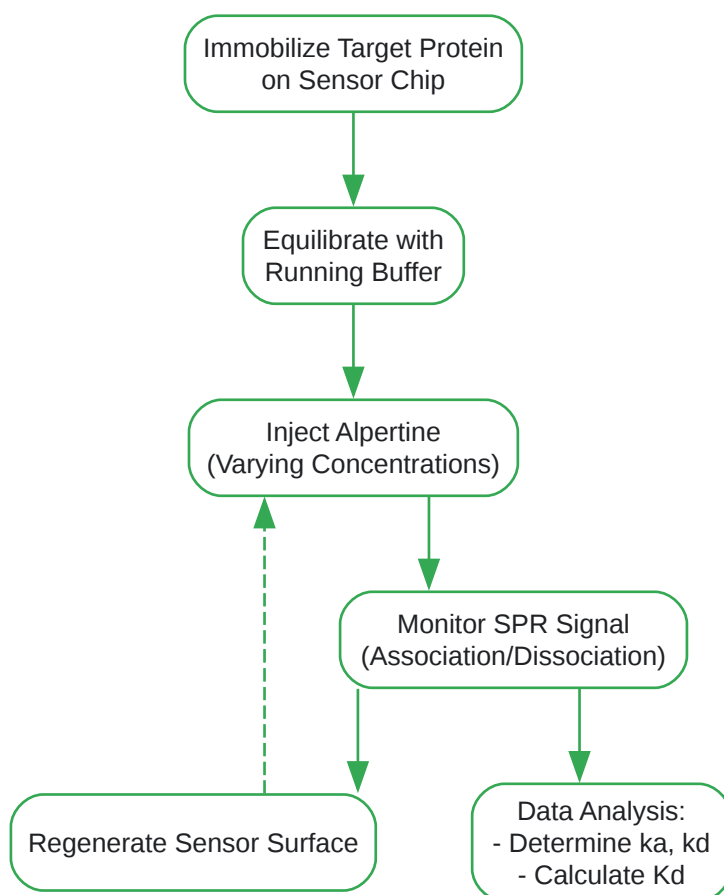 Immobilize Target Protein
on Sensor Chip
Equilibrate with
Running Buffer
Inject Alpertine
(Varying Concentrations)
Monitor SPR Signal
(Association/Dissociation)
Regenerate Sensor Surface
Data Analysis:
- Determine ka, kd
- Calculate Kd